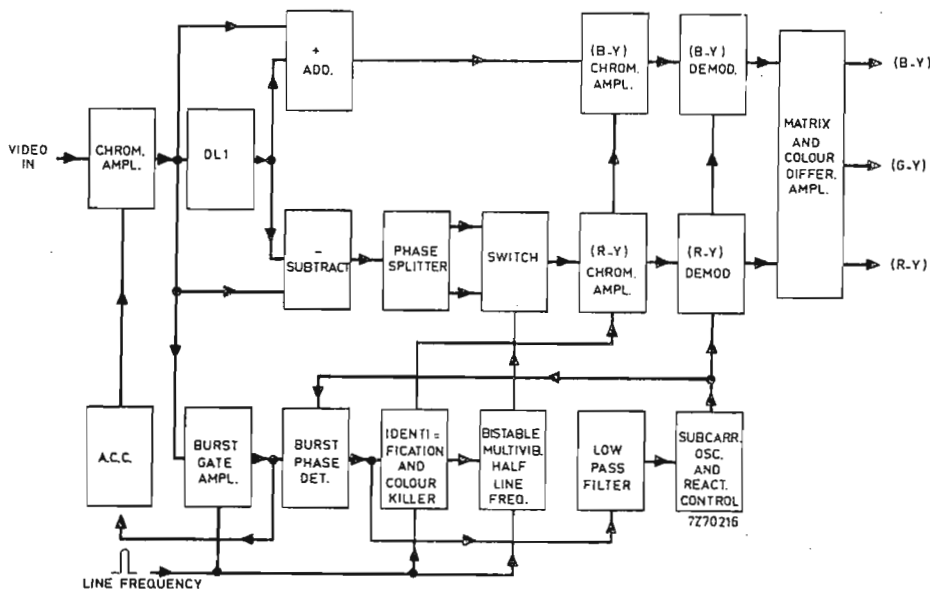 +
ADD.
(B-Y)
CHROM.
AMPL.
(B-Y)
DEMOD.
(B-Y)
VIDEO
IN
CHROM.
AMPL.
DL1
MATRIX
AND
COLOUR
DIFFER.
AMPL.
(G-Y)
-
SUBTRACT
PHASE
SPLITTER
SWITCH
(R-Y)
CHROM.
AMPL.
(R-Y)
DEMOD
(R-Y)
A.C.C.
BURST
GATE
AMPL.
BURST
PHASE
DET.
IDENTI=
FICATION
AND
COLOUR
KILLER
BISTABLE
MULTIVIB.
HALF
LINE
FREQ.
LOW
PASS
FILTER
SUBCARR.
OSC.
AND
REACT.
CONTROL
7Z70216
LINE FREQUENCY